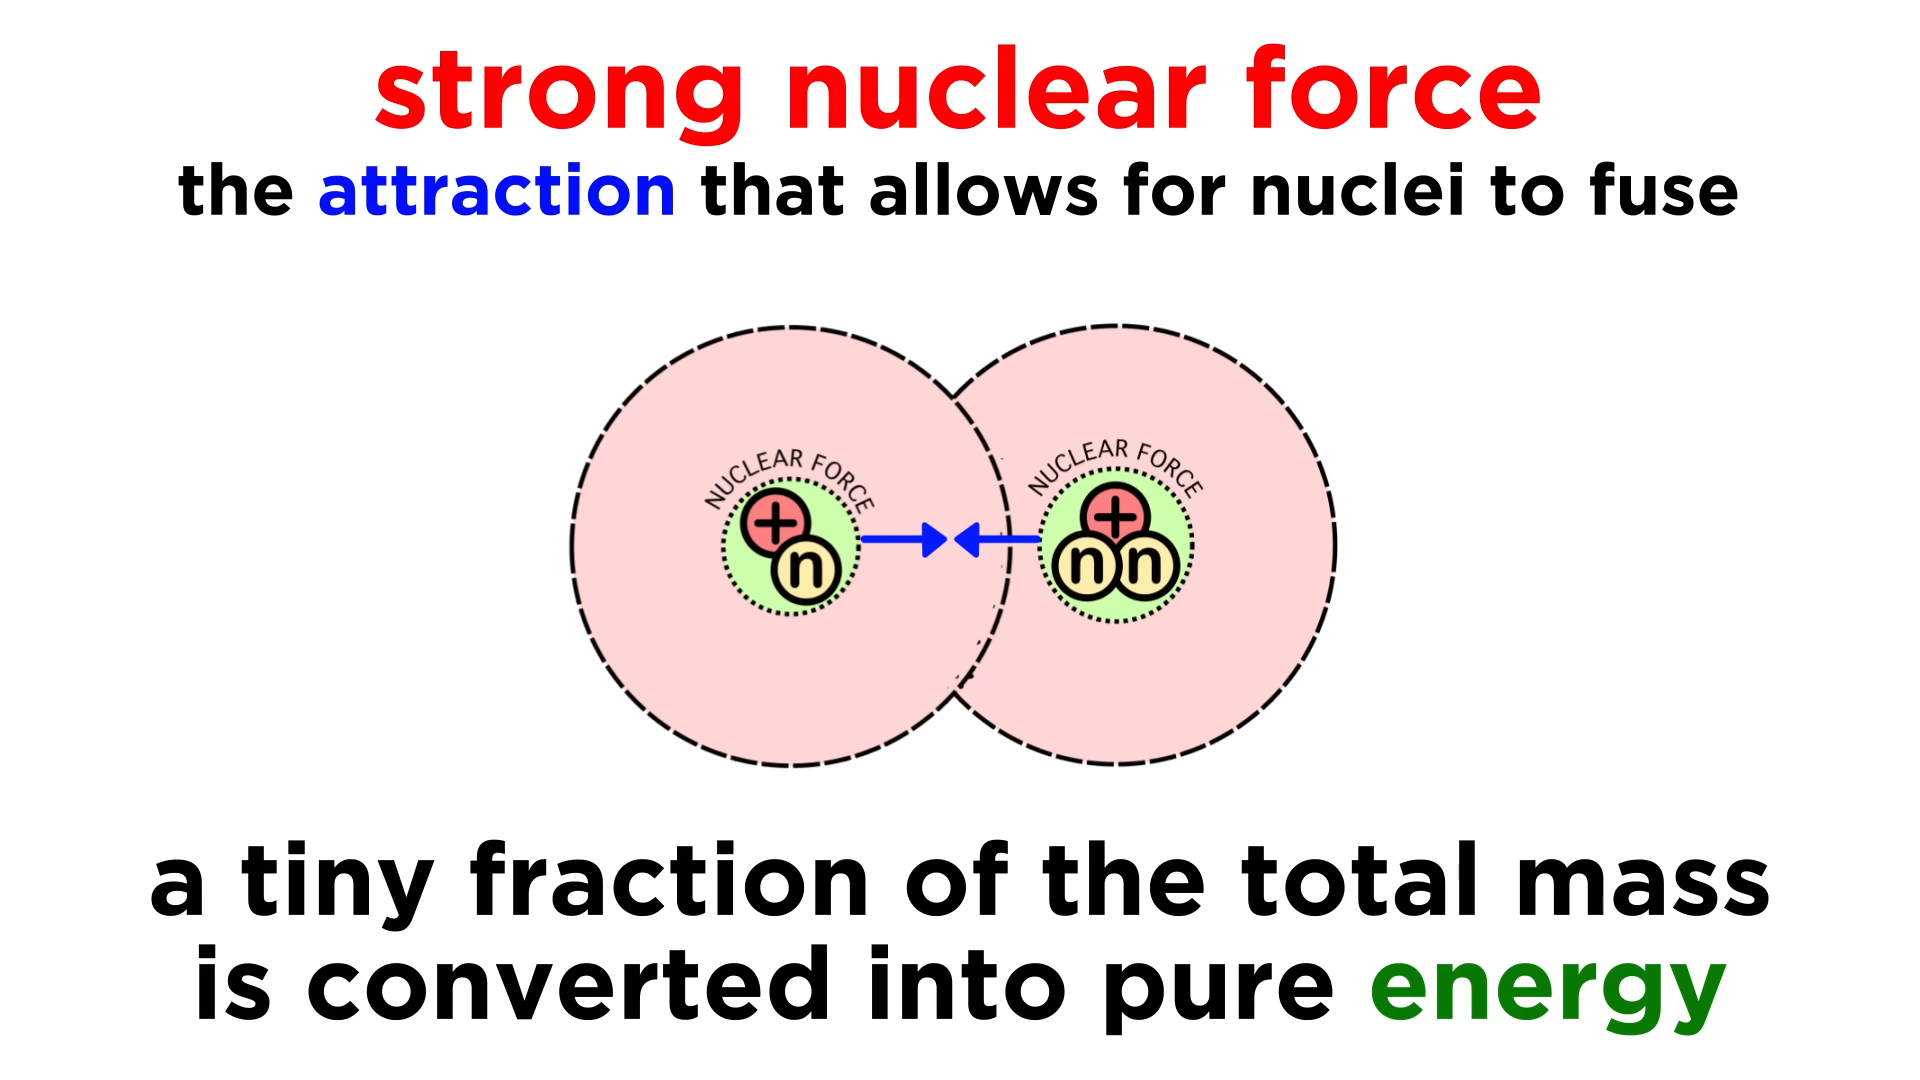 strong nuclear force
the attraction that allows for nuclei to fuse
NUCLEAR FORCE
+
n
NUCLEAR FORCE
+
n n
a tiny fraction of the total mass
is converted into pure energy